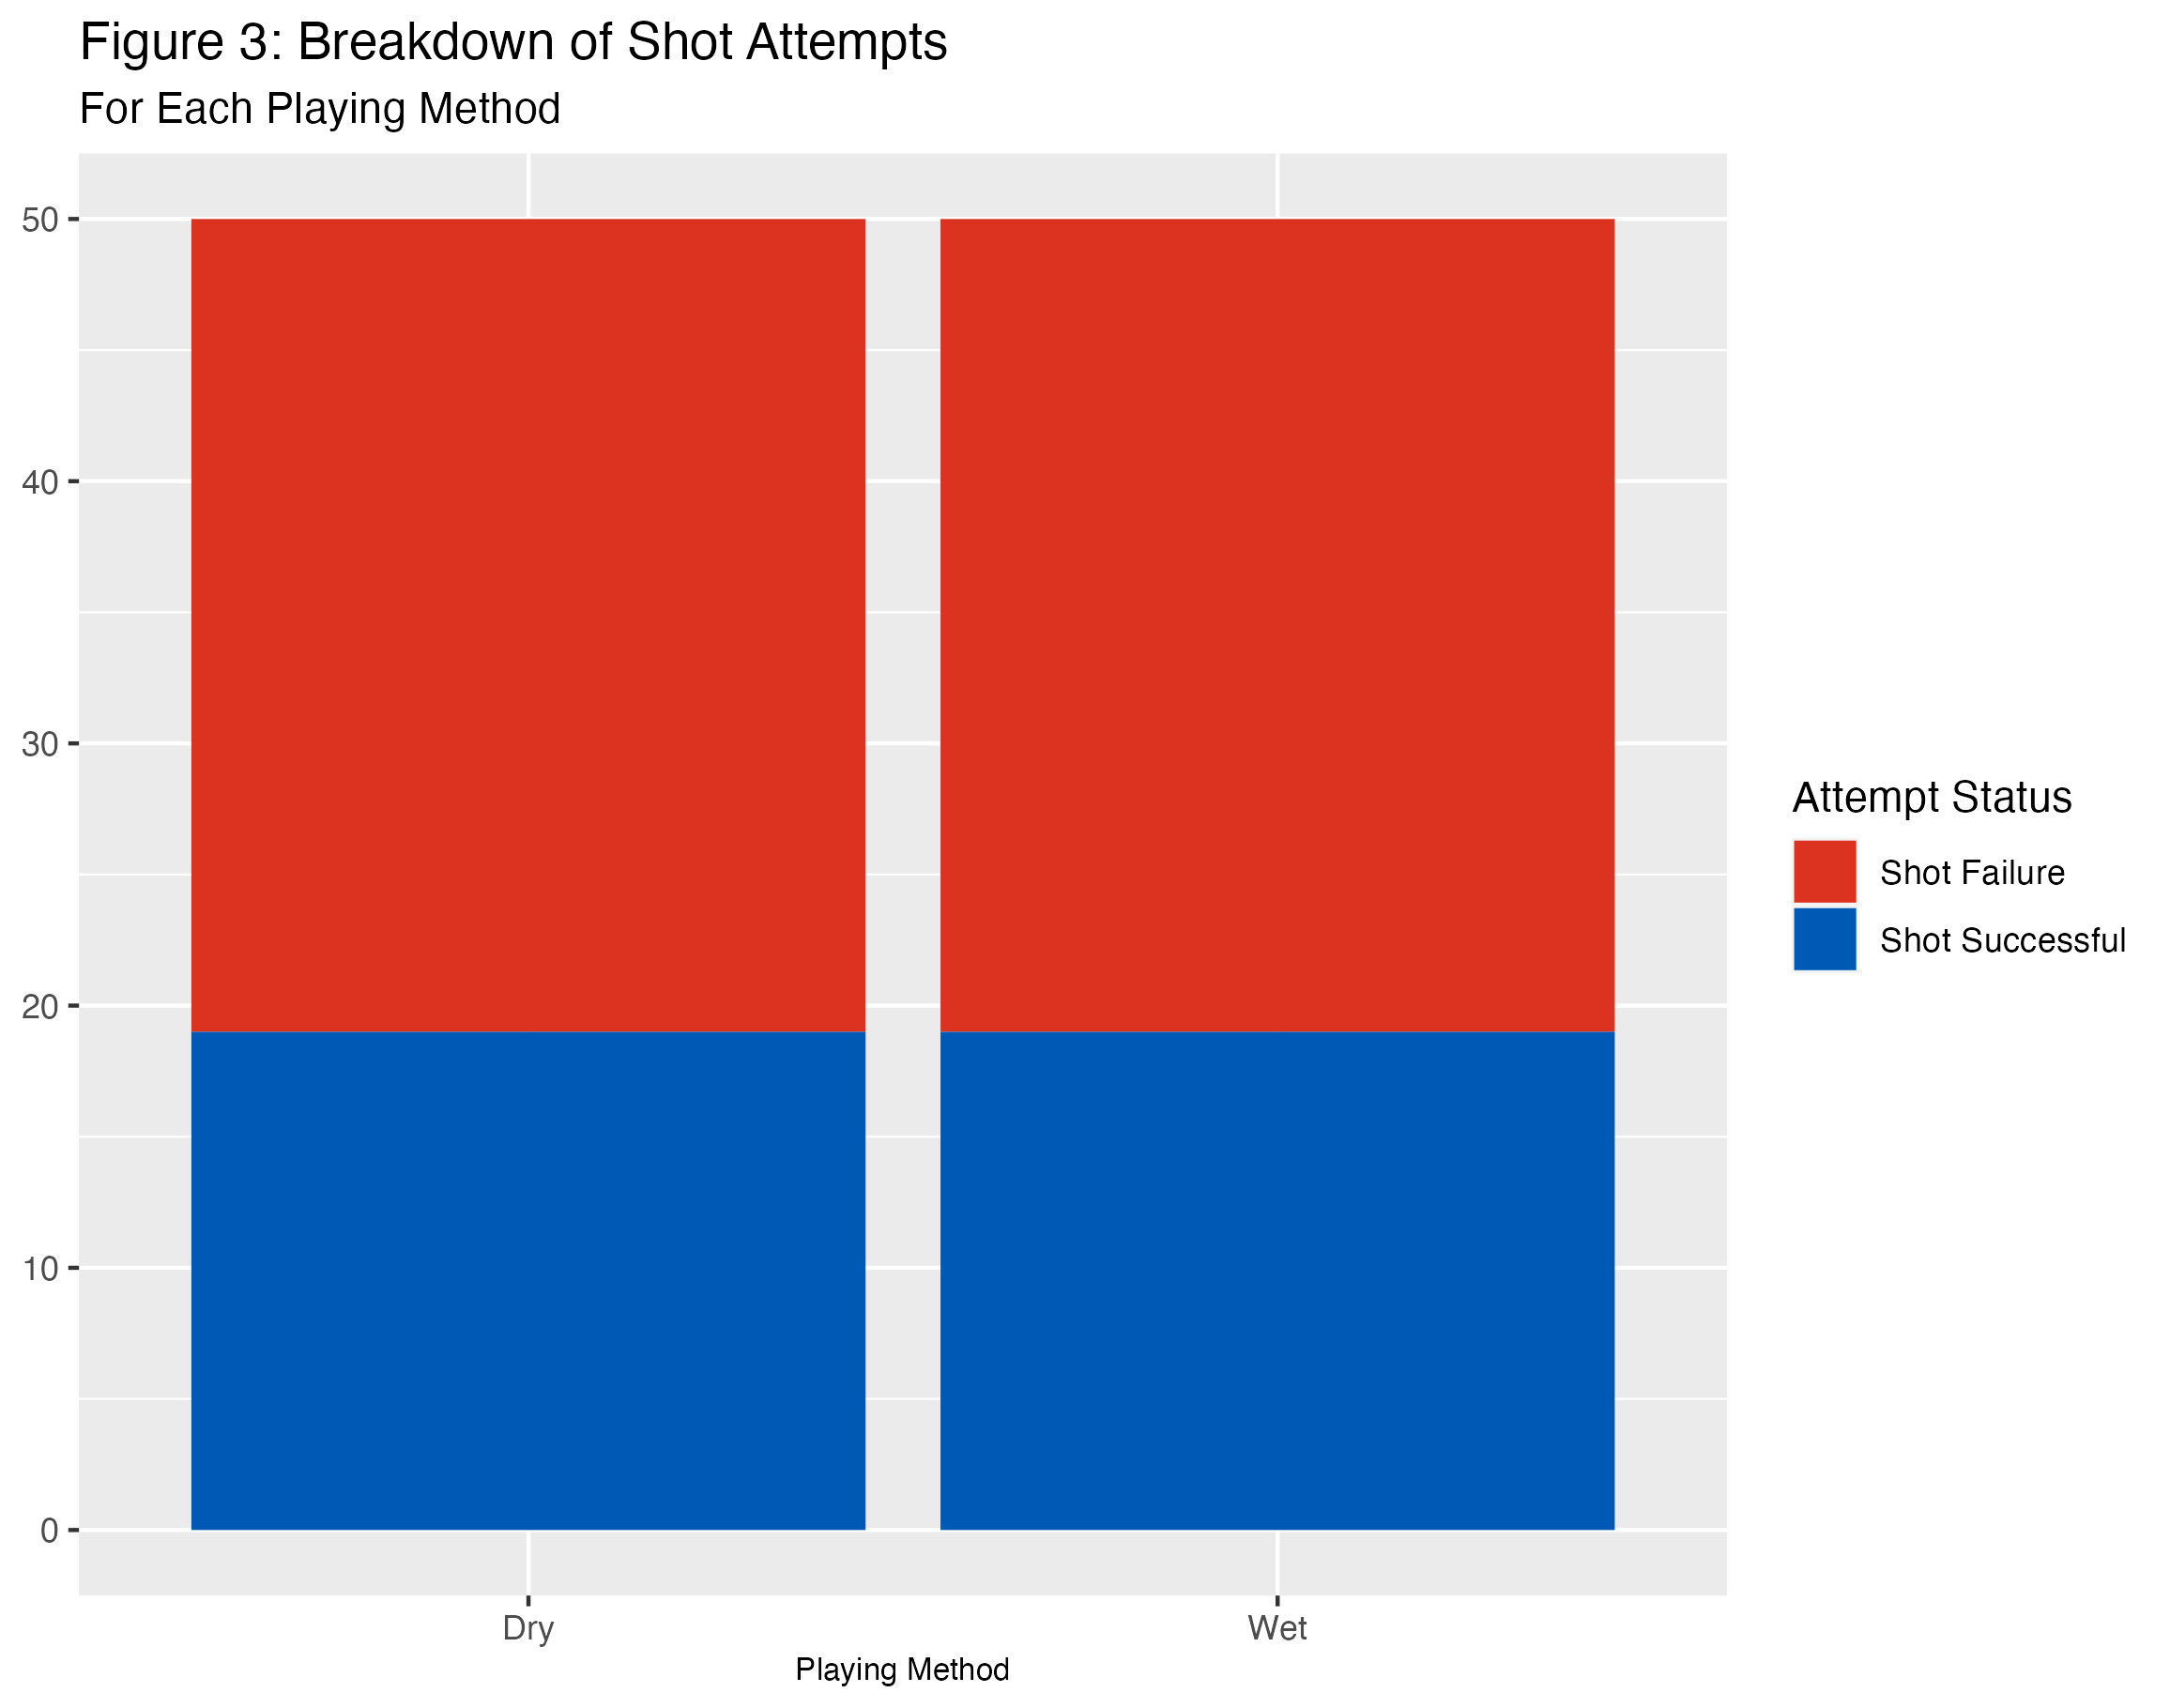 Figure 3: Breakdown of Shot Attempts
For Each Playing Method
50
40
30
20
10
0
Dry
Wet
Playing Method
Attempt Status
Shot Failure
Shot Successful